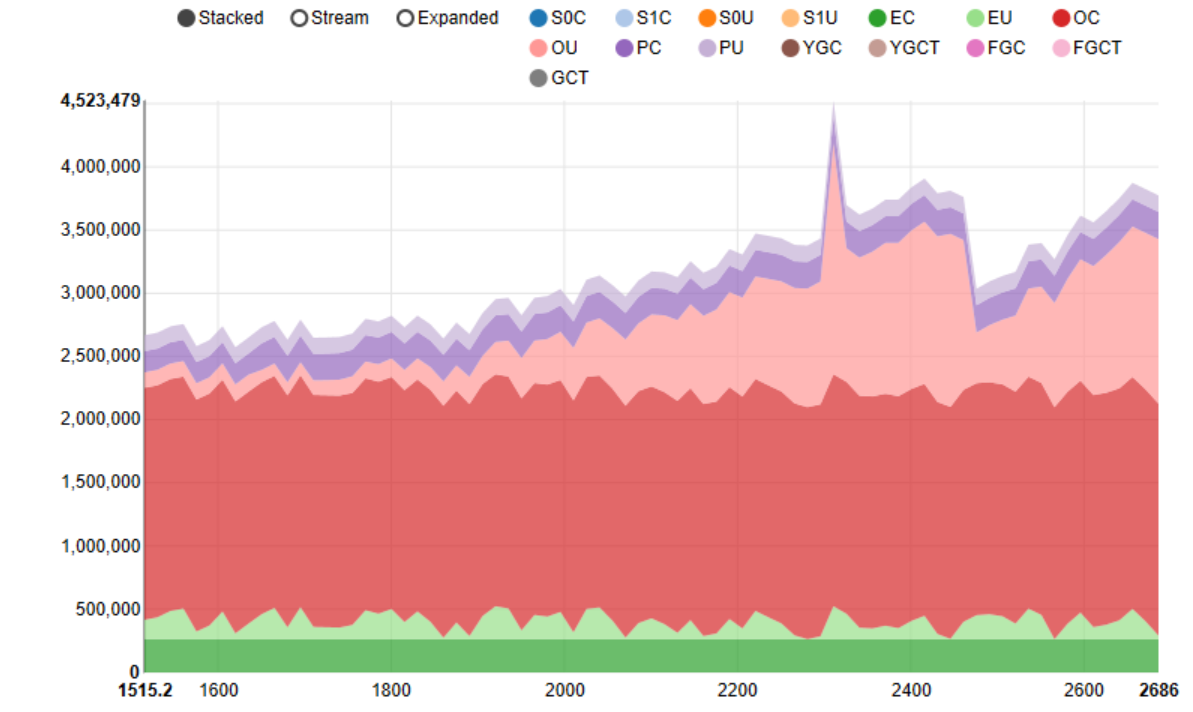 Stacked Stream Expanded S0C S1C S0U S1U EC EU OC
OU PC PU YGC YGCT FGC FGCT
GCT
4,523,479
4,000,000
3,500,000
3,000,000
2,500,000
2,000,000
1,500,000
1,000,000
500,000
0
1515.2 1600 1800 2000 2200 2400 2600 2686